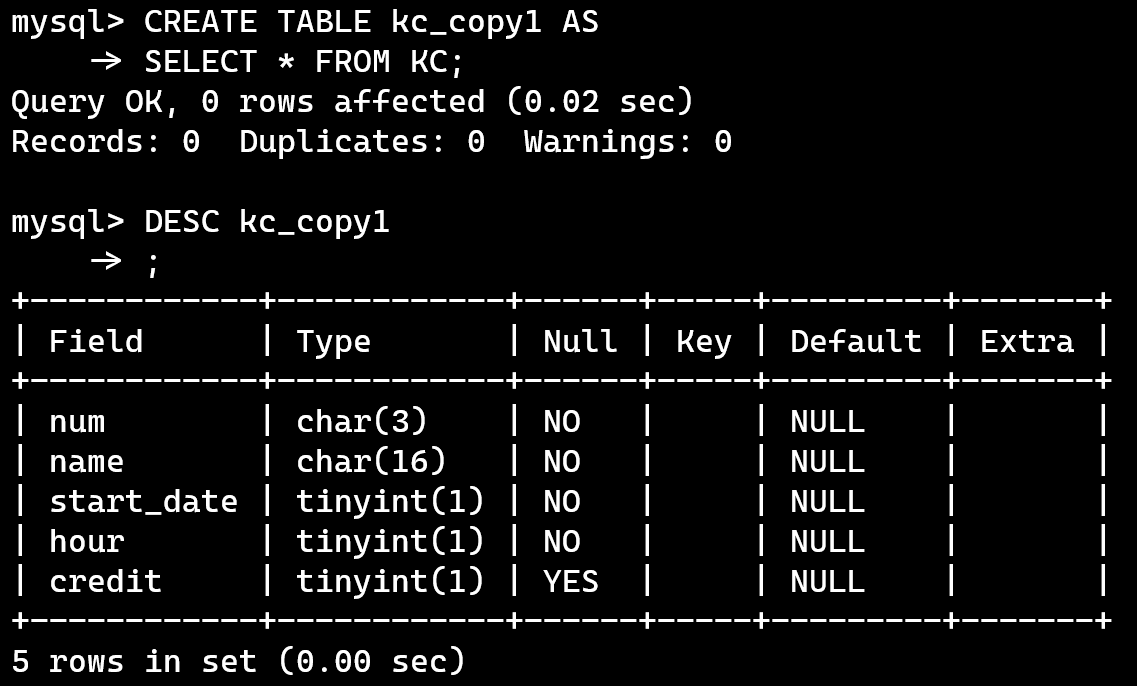 mysql> CREATE TABLE kc_copy1 AS
    -> SELECT * FROM KC;
Query OK, 0 rows affected (0.02 sec)
Records: 0  Duplicates: 0  Warnings: 0

mysql> DESC kc_copy1
    -> ;
+------------+------------+------+-----+---------+-------+
| Field      | Type       | Null | Key | Default | Extra |
+------------+------------+------+-----+---------+-------+
| num        | char(3)    | NO   |     | NULL    |       |
| name       | char(16)   | NO   |     | NULL    |       |
| start_date | tinyint(1) | NO   |     | NULL    |       |
| hour       | tinyint(1) | NO   |     | NULL    |       |
| credit     | tinyint(1) | YES  |     | NULL    |       |
+------------+------------+------+-----+---------+-------+
5 rows in set (0.00 sec)